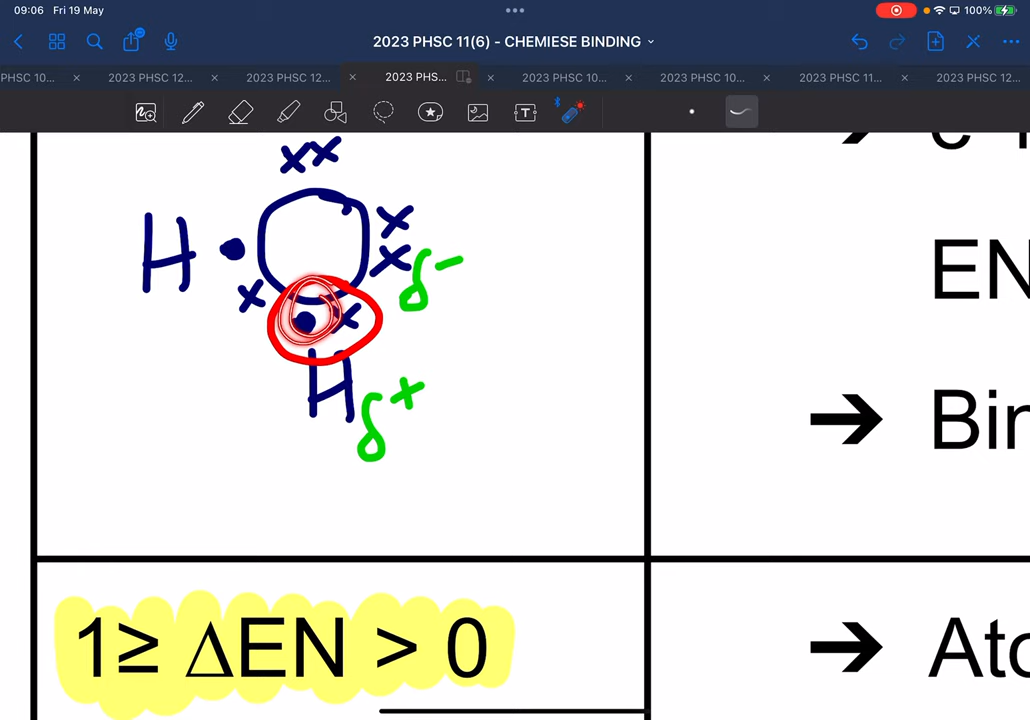 09:06 Fri 19 May
100%
2023 PHSC 11(6) - CHEMIESE BINDING
PHSC 10... 2023 PHSC 12... 2023 PHSC 12... 2023 PHS... 2023 PHSC 10... 2023 PHSC 10... 2023 PHSC 11... 2023 PHSC 12...
T
xx
H • O x
x δ-
x • x
H δ+
EN
➔ Bin
1≥ ΔEN > 0
➔ Ato